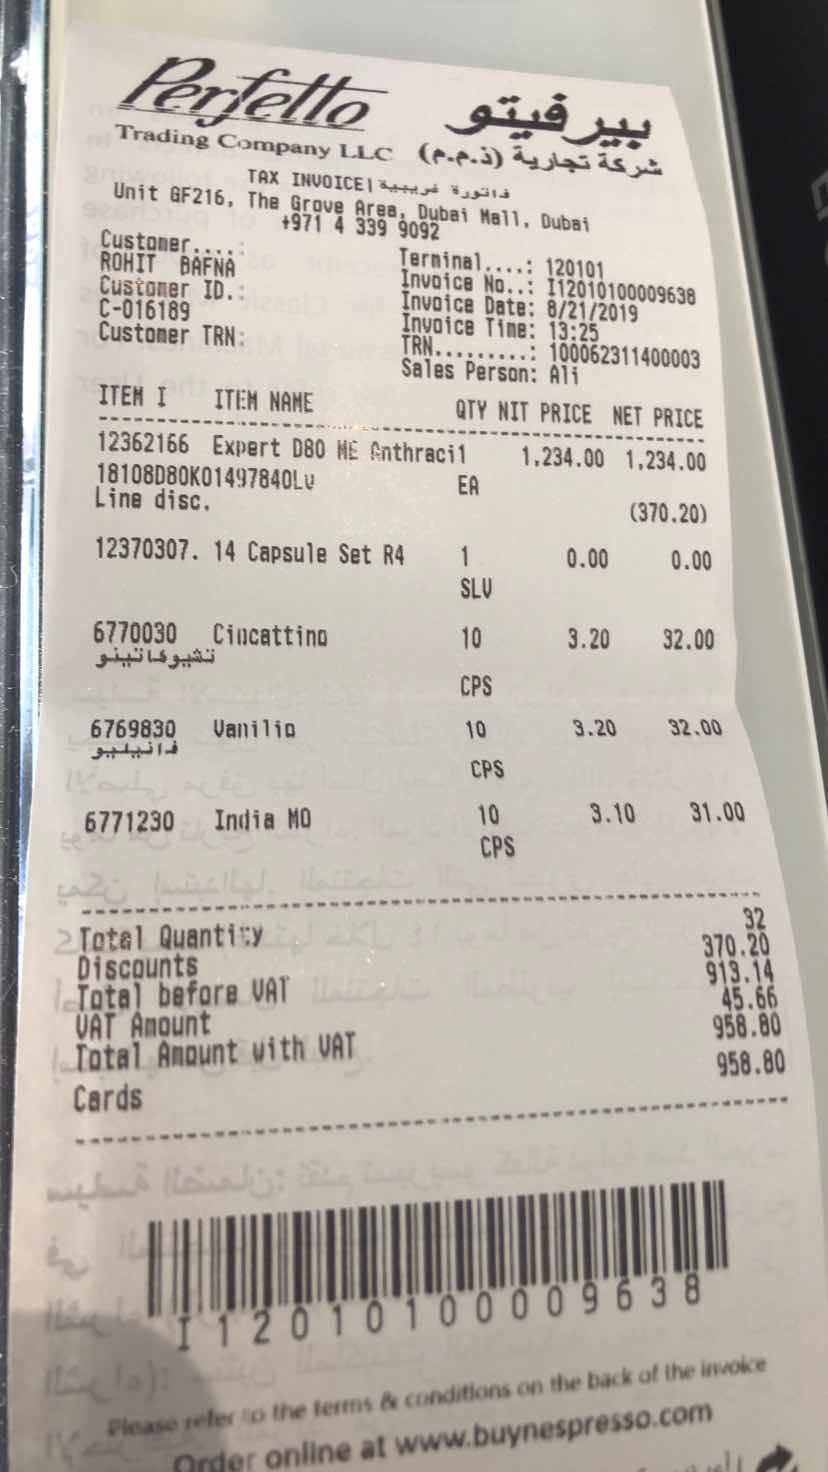 Perfetto بيرفيتو
Trading Company LLC شركة تجارية (ذ.م.م)
TAX INVOICE| فاتورة ضريبية
Unit GF216, The Grove Area, Dubai Mall, Dubai
+971 4 339 9092
Customer....:
ROHIT BAFNA
Customer ID.:
C-016189
Customer TRN:
Terminal....: 120101
Invoice No..: I12010100009638
Invoice Date: 8/21/2019
Invoice Time: 13:25
TRN.........: 100062311400003
Sales Person: Ali
ITEM I ITEM NAME QTY NIT PRICE NET PRICE
12362166 Expert D80 ME Anthraci1 1,234.00 1,234.00
18108D80K01497840Lv EA
Line disc. (370.20)
12370307. 14 Capsule Set R4 1 0.00 0.00
SLV
6770030 Ciocattino 10 3.20 32.00
تشيوكاتينو
CPS
6769830 Vanilio 10 3.20 32.00
فانيليو
CPS
6771230 India MO 10 3.10 31.00
CPS
Total Quantity 32
Discounts 370.20
Total before VAT 913.14
VAT Amount 45.66
Total Amount with VAT 958.80
Cards 958.80
I12010100009638
Please refer to the terms & conditions on the back of the invoice
Order online at www.buynespresso.com